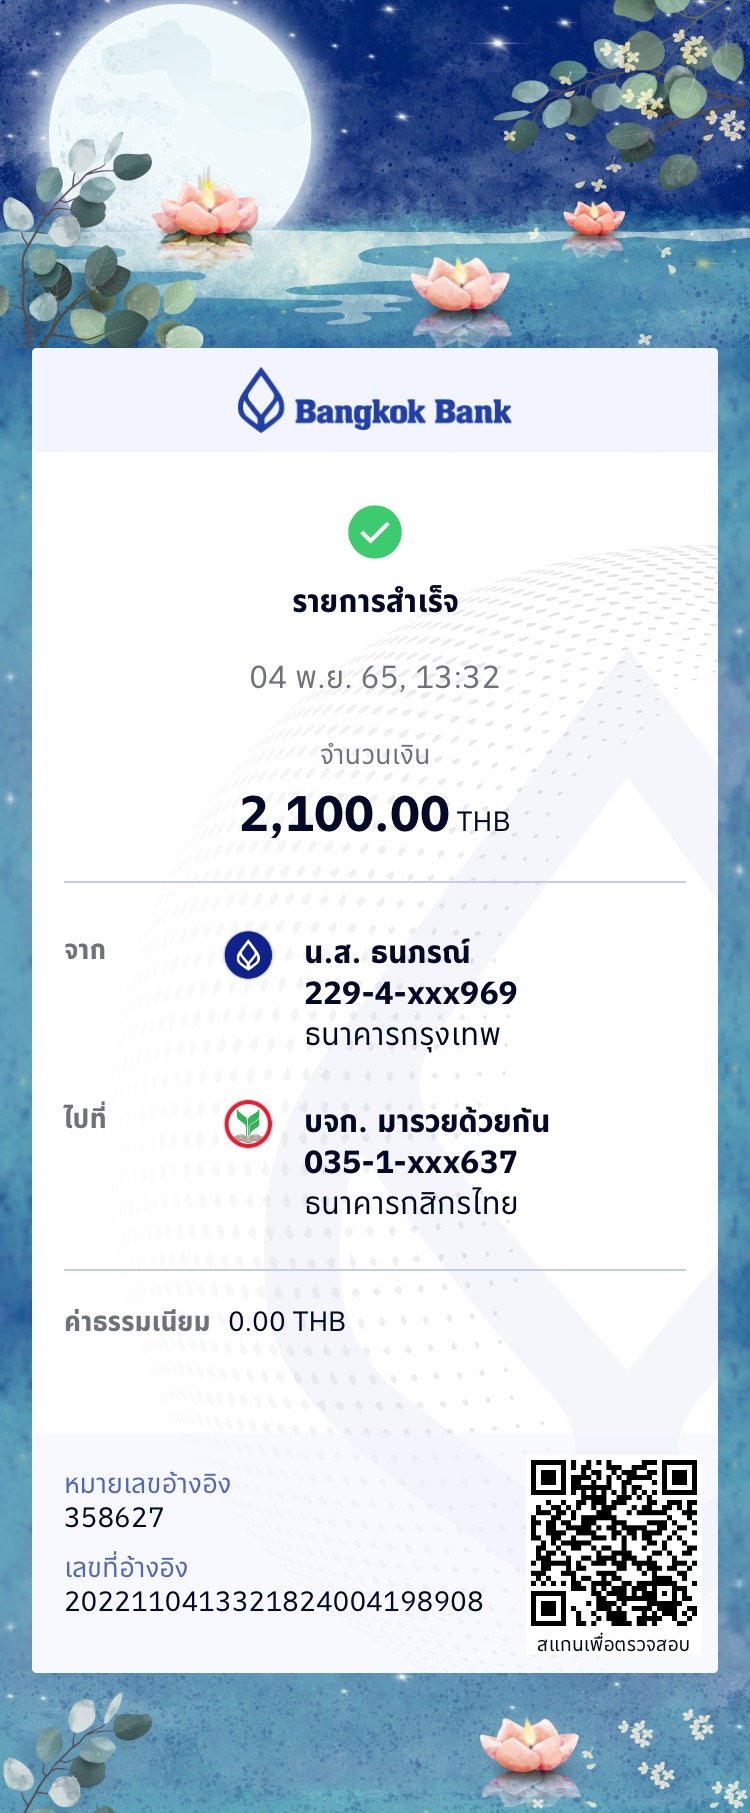 Bangkok Bank
รายการสำเร็จ
04 พ.ย. 65, 13:32
จำนวนเงิน
2,100.00 THB
จาก
น.ส. ธนภรณ์
229-4-xxx969
ธนาคารกรุงเทพ
ไปที่
บจก. มารวยด้วยกัน
035-1-xxx637
ธนาคารกสิกรไทย
ค่าธรรมเนียม 0.00 THB
หมายเลขอ้างอิง
358627
เลขที่อ้างอิง
2022110413321824004198908
สแกนเพื่อตรวจสอบ